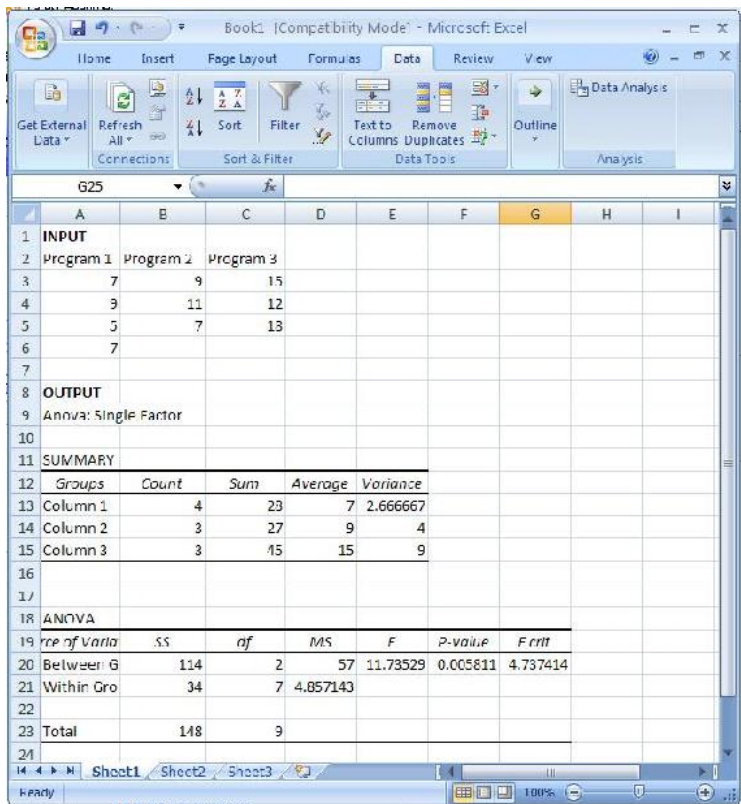 Book1 [Compatibility Mode] - Microsoft Excel
Home Insert Page Layout Formulas Data Review View
Get External Data
Refresh All
Connections
Sort
Filter
Sort & Filter
Text to Columns
Remove Duplicates
Data Tools
Outline
Data Analysis
Analysis
G25 fx
A B C D E F G H I
1 INPUT
2 Program 1 Program 2 Program 3
3 7 9 15
4 9 11 12
5 5 7 18
6 7
7
8 OUTPUT
9 Anova: Single Factor
10
11 SUMMARY
12 Groups Count Sum Average Variance
13 Column 1 4 28 7 2.666667
14 Column 2 3 27 9 4
15 Column 3 3 45 15 9
16
17
18 ANOVA
19 rce of Varia SS df MS F P-value F crit
20 Between G 114 2 57 11.73529 0.005811 4.737414
21 Within Gro 34 7 4.857143
22
23 Total 148 9
24
Sheet1 Sheet2 Sheet3
Ready 100%